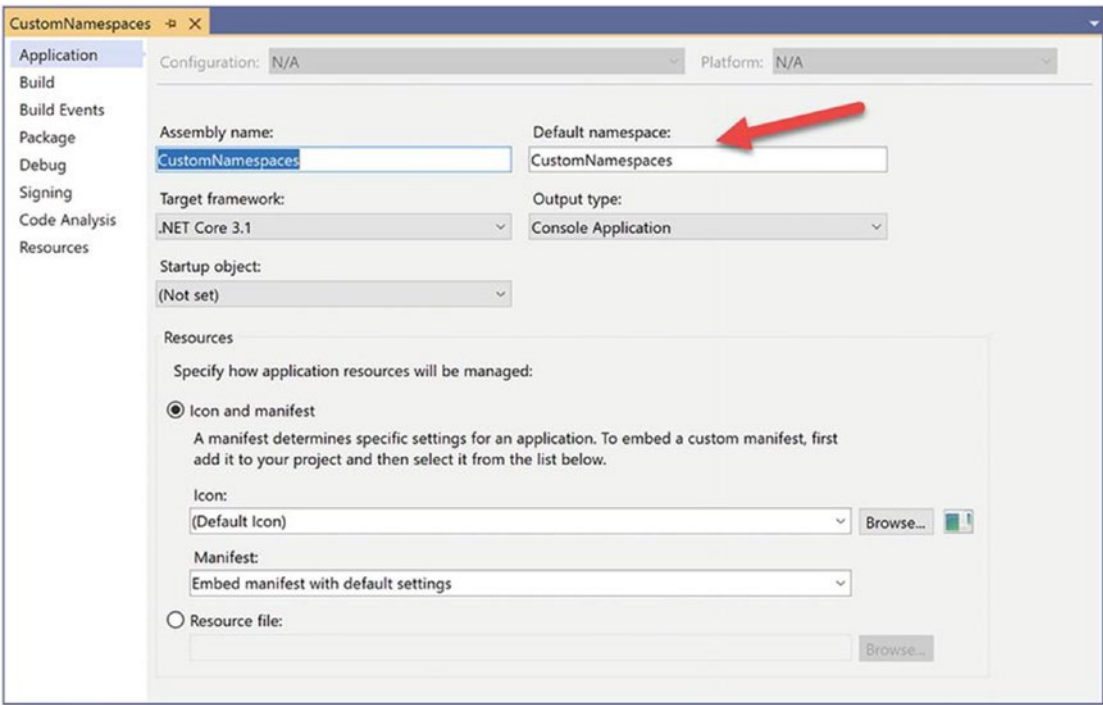 CustomNamespaces
Application
Build
Build Events
Package
Debug
Signing
Code Analysis
Resources
Configuration: N/A
Platform: N/A
Assembly name:
CustomNamespaces
Default namespace:
CustomNamespaces
Target framework:
.NET Core 3.1
Output type:
Console Application
Startup object:
(Not set)
Resources
Specify how application resources will be managed:
Icon and manifest
A manifest determines specific settings for an application. To embed a custom manifest, first
add it to your project and then select it from the list below.
Icon:
(Default Icon)
Browse...
Manifest:
Embed manifest with default settings
Resource file:
Browse...